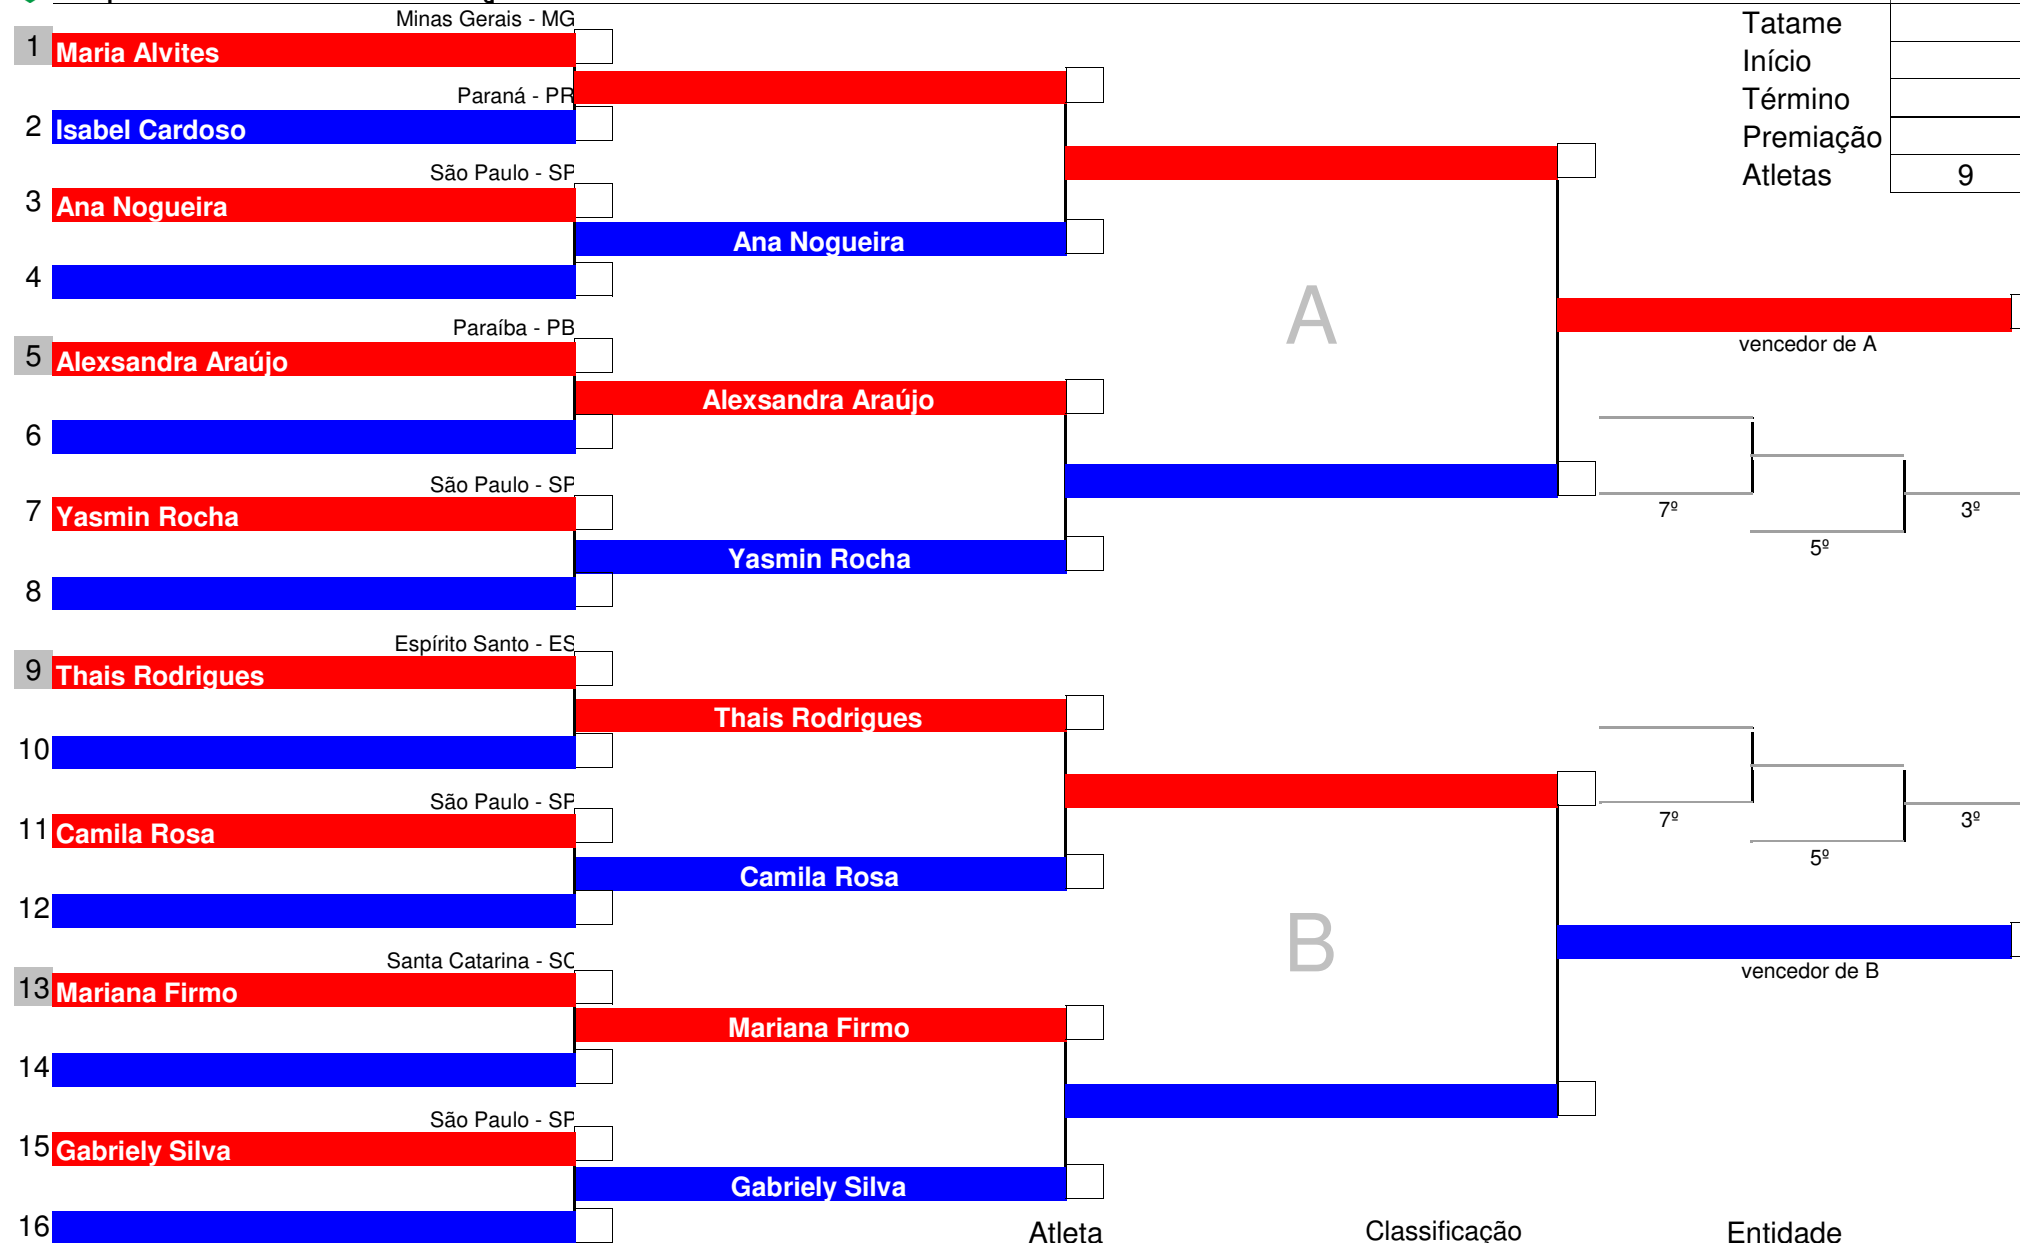 Minas Gerais - MG
1 Maria Alvites
Paraná - PR
2 Isabel Cardoso
São Paulo - SP
3 Ana Nogueira
Ana Nogueira
4
Paraíba - PB
5 Alexsandra Araújo
Alexsandra Araújo
6
São Paulo - SP
7 Yasmin Rocha
Yasmin Rocha
8
Espírito Santo - ES
9 Thais Rodrigues
Thais Rodrigues
10
São Paulo - SP
11 Camila Rosa
Camila Rosa
12
Santa Catarina - SC
13 Mariana Firmo
Mariana Firmo
14
São Paulo - SP
15 Gabriely Silva
Gabriely Silva
16
A
B
Tatame
Início
Término
Premiação
Atletas 9
vencedor de A
7º
3º
5º
7º
3º
5º
vencedor de B
Atleta Classificação Entidade